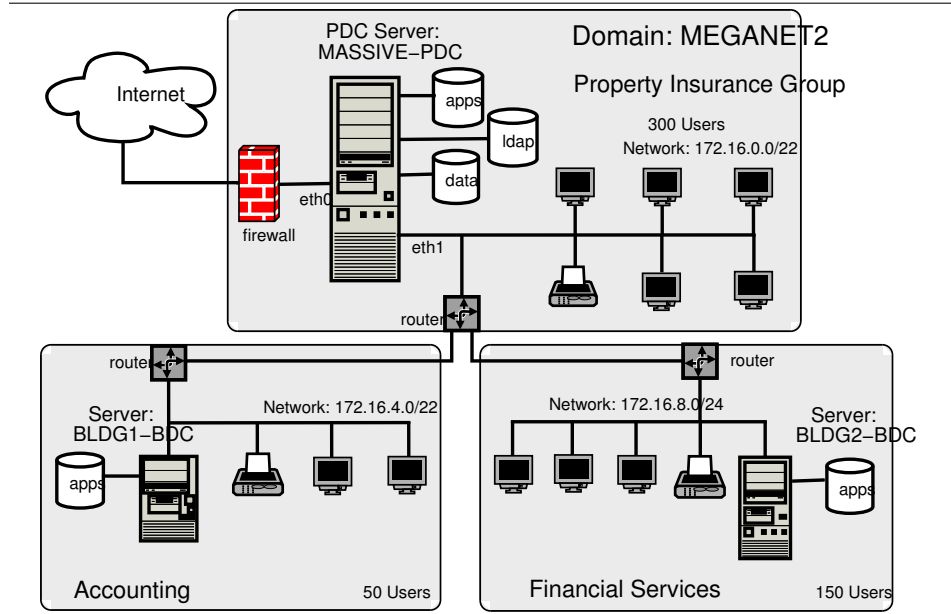 PDC Server:
MASSIVE−PDC
Domain: MEGANET2
Property Insurance Group
Internet
apps
ldap
data
300 Users
Network: 172.16.0.0/22
eth0
firewall
eth1
router
router
router
Network: 172.16.4.0/22
Server:
BLDG1−BDC
apps
Accounting
50 Users
Network: 172.16.8.0/24
Server:
BLDG2−BDC
apps
Financial Services
150 Users